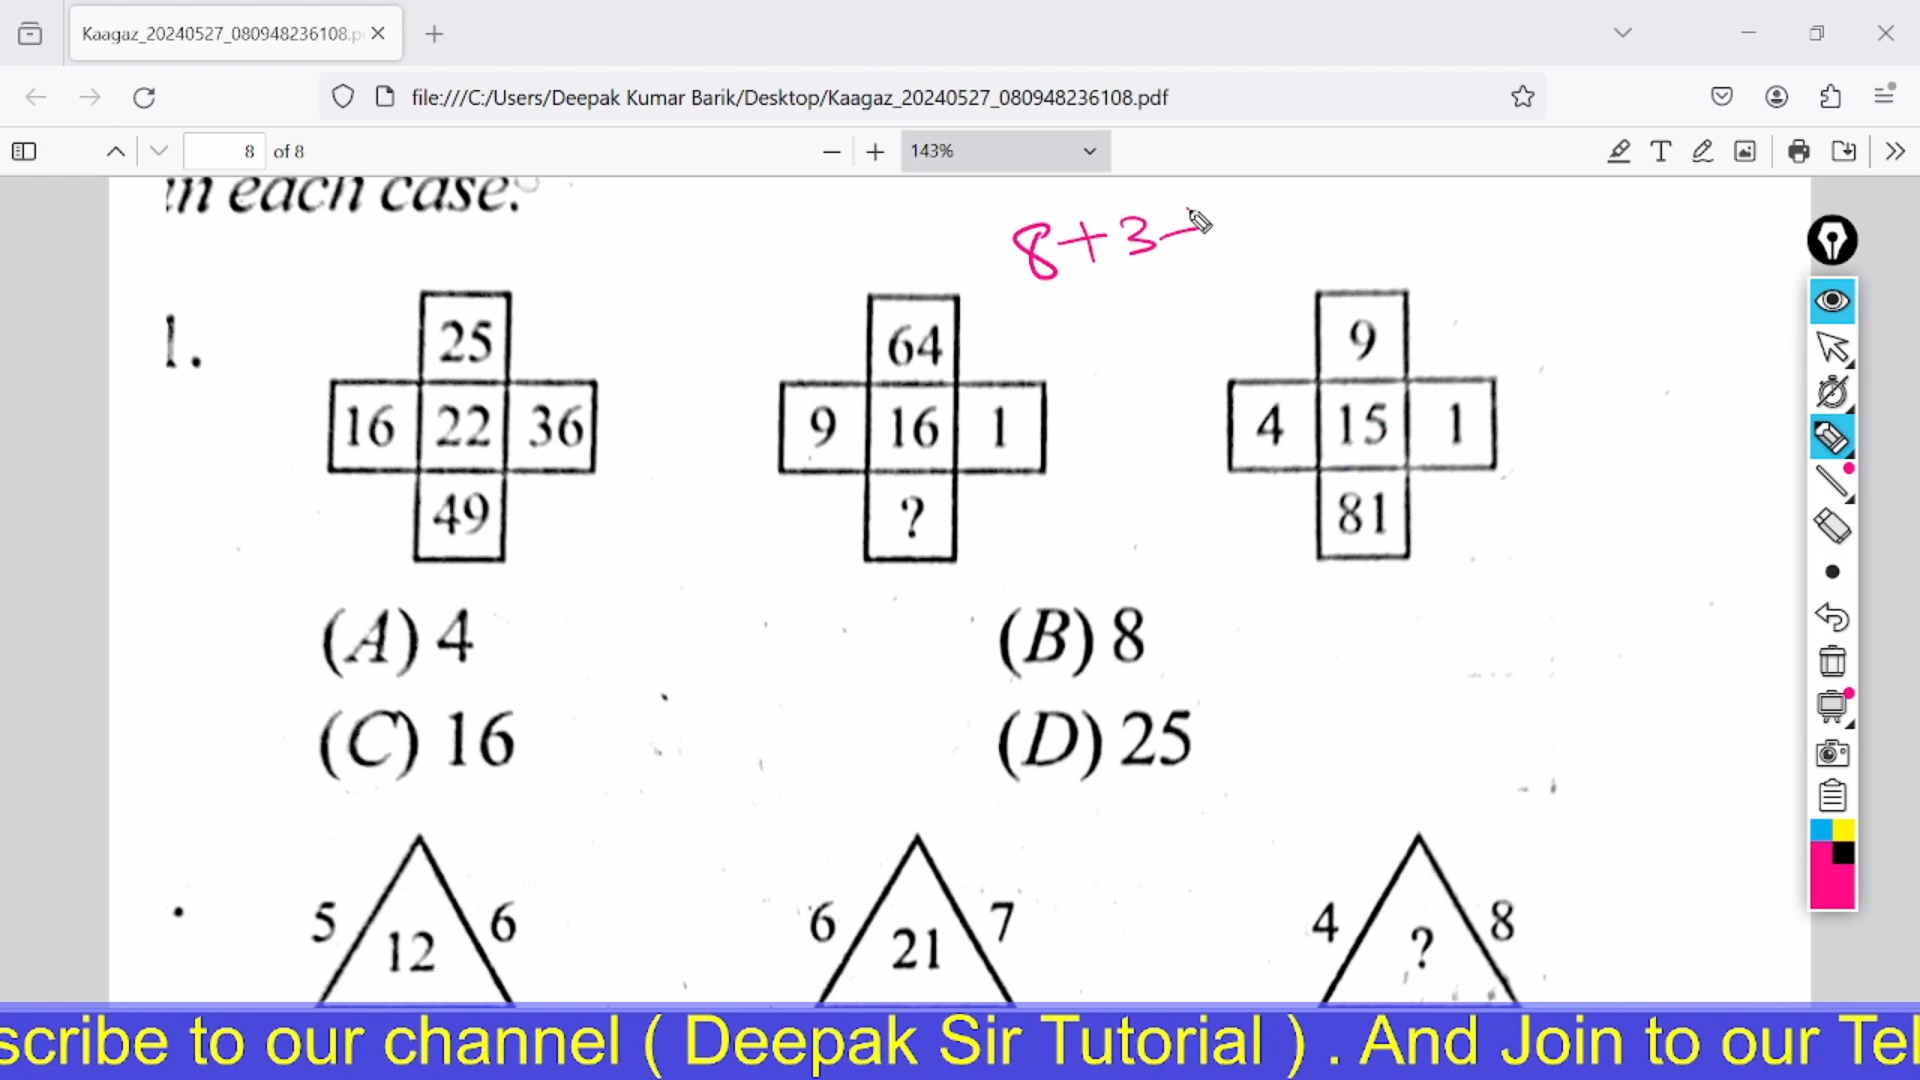 Kaagaz_20240527_080948236108.p
file:///C:/Users/Deepak Kumar Barik/Desktop/Kaagaz_20240527_080948236108.pdf
8 of 8
143%
in each case.
8+3-
1.
25
16 22 36
49
64
9 16 1
?
9
4 15 1
81
(A) 4
(B) 8
(C) 16
(D) 25
5 12 6
6 21 7
4 ? 8
scribe to our channel ( Deepak Sir Tutorial ) . And Join to our Tel